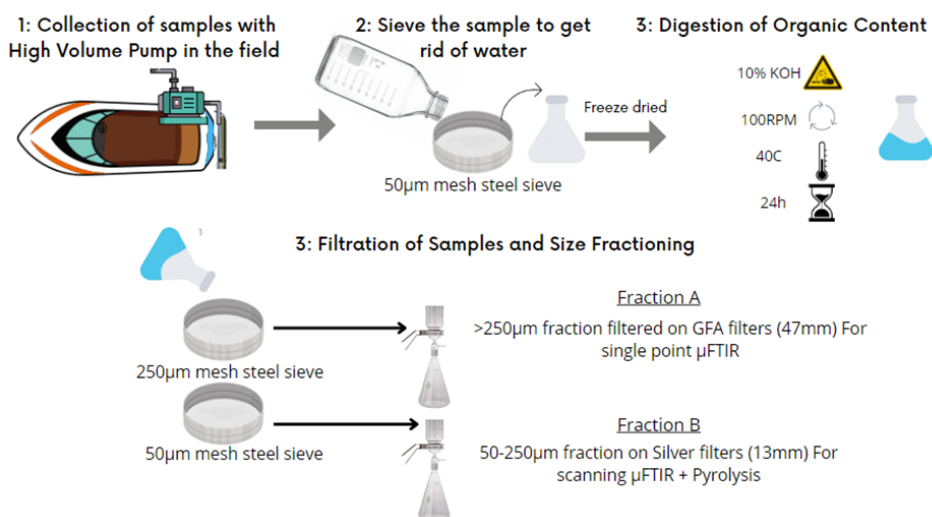 1: Collection of samples with
High Volume Pump in the field
2: Sieve the sample to get
rid of water
3: Digestion of Organic Content
Freeze dried
50µm mesh steel sieve
10% KOH
100RPM
40C
24h
3: Filtration of Samples and Size Fractioning
250µm mesh steel sieve
Fraction A
>250µm fraction filtered on GFA filters (47mm) For
single point µFTIR
50µm mesh steel sieve
Fraction B
50-250µm fraction on Silver filters (13mm) For
scanning µFTIR + Pyrolysis